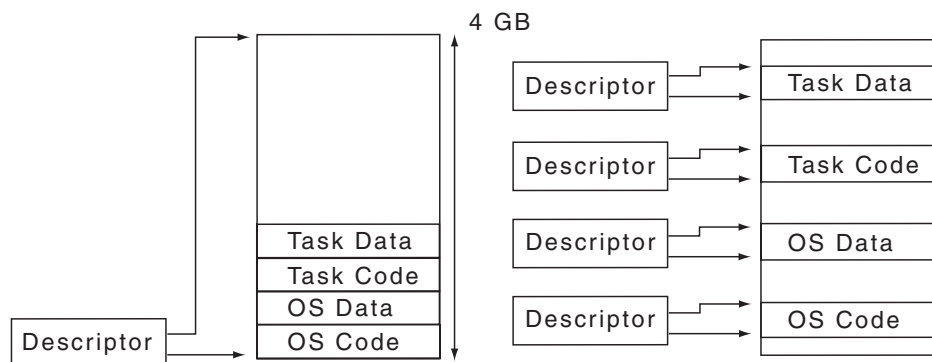 4 GB
Task Data
Task Code
OS Data
OS Code
Descriptor
Descriptor
Task Data
Descriptor
Task Code
Descriptor
OS Data
Descriptor
OS Code